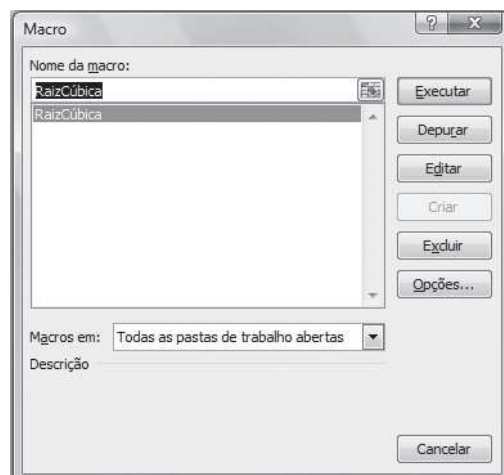 Macro
Nome da macro:
RaizCúbica
RaizCúbica
Executar
Depurar
Editar
Criar
Excluir
Opções...
Macros em: Todas as pastas de trabalho abertas
Descrição
Cancelar